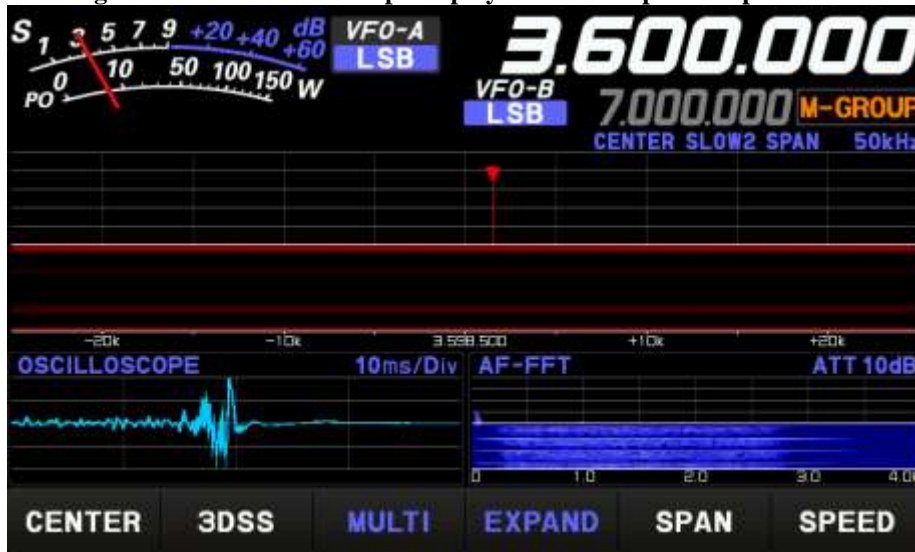 S 1 3 5 7 9 +20 +40 +60 dB VFO-A 3.600.000
LSB
PO 0 10 50 100 150 W VFO-B 7.000.000 M-GROUP
LSB
CENTER SLOW2 SPAN 50kHz
-20k -10k 3.598.500 +10k +20k
OSCILLOSCOPE 10ms/Div AF-FFT ATT 10dB
0 1.0 2.0 3.0 4.0
CENTER 3DSS MULTI EXPAND SPAN SPEED